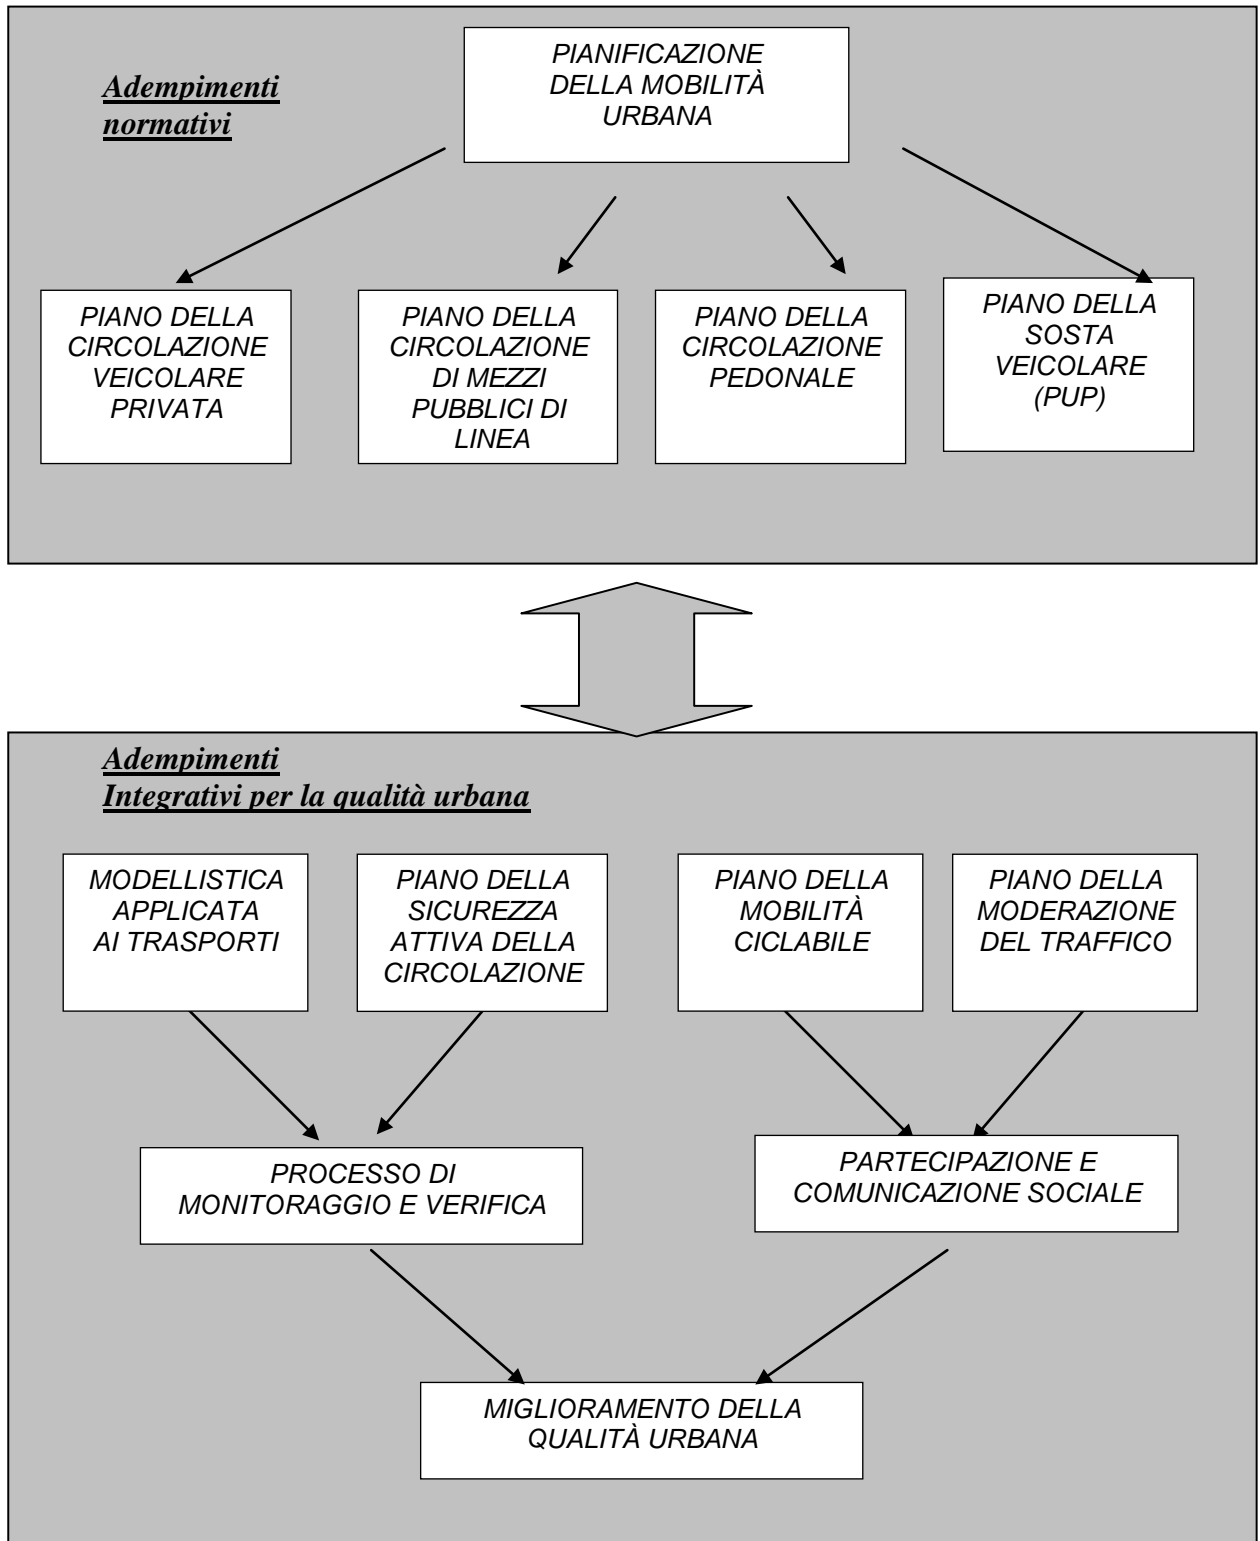 Adempimenti
normativi
PIANIFICAZIONE
DELLA MOBILITÀ
URBANA
PIANO DELLA
CIRCOLAZIONE
VEICOLARE
PRIVATA
PIANO DELLA
CIRCOLAZIONE
DI MEZZI
PUBBLICI DI
LINEA
PIANO DELLA
CIRCOLAZIONE
PEDONALE
PIANO DELLA
SOSTA
VEICOLARE
(PUP)
Adempimenti
Integrativi per la qualità urbana
MODELLISTICA
APPLICATA
AI TRASPORTI
PIANO DELLA
SICUREZZA
ATTIVA DELLA
CIRCOLAZIONE
PIANO DELLA
MOBILITÀ
CICLABILE
PIANO DELLA
MODERAZIONE
DEL TRAFFICO
PROCESSO DI
MONITORAGGIO E VERIFICA
PARTECIPAZIONE E
COMUNICAZIONE SOCIALE
MIGLIORAMENTO DELLA
QUALITÀ URBANA